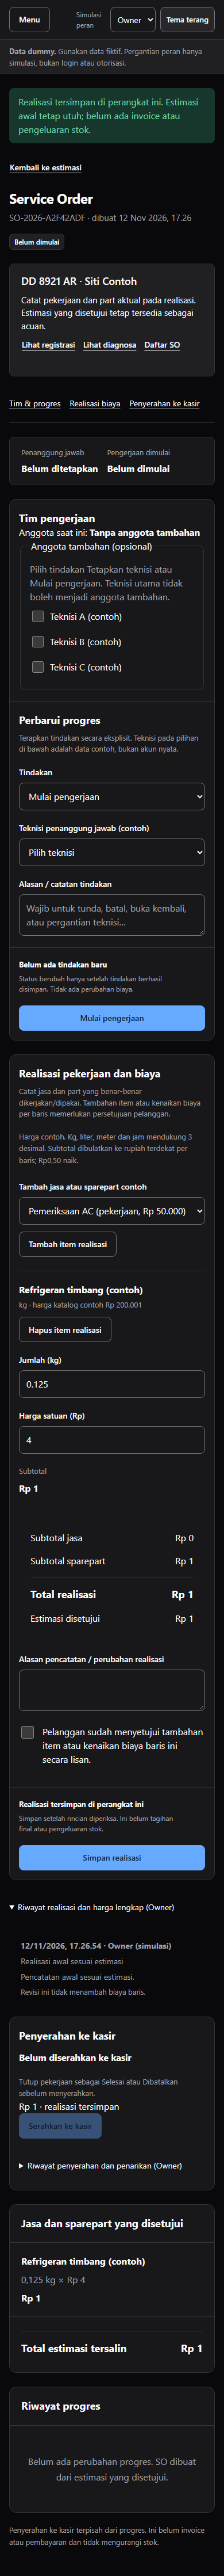 Menu
Simulasi peran
Owner
Tema terang
Data dummy. Gunakan data fiktif. Pergantian peran hanya
simulasi, bukan login atau otorisasi.
Realisasi tersimpan di perangkat ini. Estimasi
awal tetap utuh; belum ada invoice atau
pengeluaran stok.
Kembali ke estimasi
Service Order
SO-2026-A2F42ADF · dibuat 12 Nov 2026, 17.26
Belum dimulai
DD 8921 AR · Siti Contoh
Catat pekerjaan dan part aktual pada realisasi.
Estimasi yang disetujui tetap tersedia sebagai
acuan.
Lihat registrasi Lihat diagnosa Daftar SO
Tim & progres Realisasi biaya Penyerahan ke kasir
Penanggung jawab
Belum ditetapkan
Pengerjaan dimulai
Belum dimulai
Tim pengerjaan
Anggota saat ini: Tanpa anggota tambahan
Anggota tambahan (opsional)
Pilih tindakan Tetapkan teknisi atau
Mulai pengerjaan. Teknisi utama tidak
boleh menjadi anggota tambahan.
Teknisi A (contoh)
Teknisi B (contoh)
Teknisi C (contoh)
Perbarui progres
Terapkan tindakan secara eksplisit. Teknisi pada pilihan
di bawah adalah data contoh, bukan akun nyata.
Tindakan
Mulai pengerjaan
Teknisi penanggung jawab (contoh)
Pilih teknisi
Alasan / catatan tindakan
Wajib untuk tunda, batal, buka kembali,
atau pergantian teknisi...
Belum ada tindakan baru
Status berubah hanya setelah tindakan berhasil
disimpan. Tidak ada perubahan biaya.
Mulai pengerjaan
Realisasi pekerjaan dan biaya
Catat jasa dan part yang benar-benar
dikerjakan/dipakai. Tambahan item atau kenaikan biaya
per baris memerlukan persetujuan pelanggan.
Harga contoh. Kg, liter, meter dan jam mendukung 3
desimal. Subtotal dibulatkan ke rupiah terdekat per
baris; Rp0,50 naik.
Tambah jasa atau sparepart contoh
Pemeriksaan AC (pekerjaan, Rp 50.000)
Tambah item realisasi
Refrigeran timbang (contoh)
kg · harga katalog contoh Rp 200.001
Hapus item realisasi
Jumlah (kg)
0.125
Harga satuan (Rp)
4
Subtotal
Rp 1
Subtotal jasa Rp 0
Subtotal sparepart Rp 1
Total realisasi Rp 1
Estimasi disetujui Rp 1
Alasan pencatatan / perubahan realisasi
Pelanggan sudah menyetujui tambahan
item atau kenaikan biaya baris ini
secara lisan.
Realisasi tersimpan di perangkat ini
Simpan setelah rincian diperiksa. Ini belum tagihan
final atau pengeluaran stok.
Simpan realisasi
Riwayat realisasi dan harga lengkap (Owner)
12/11/2026, 17.26.54 · Owner (simulasi)
Realisasi awal sesuai estimasi
Pencatatan awal sesuai estimasi.
Revisi ini tidak menambah biaya baris.
Penyerahan ke kasir
Belum diserahkan ke kasir
Tutup pekerjaan sebagai Selesai atau Dibatalkan
sebelum menyerahkan.
Rp 1 · realisasi tersimpan
Serahkan ke kasir
Riwayat penyerahan dan penarikan (Owner)
Jasa dan sparepart yang disetujui
Refrigeran timbang (contoh)
0,125 kg × Rp 4
Rp 1
Total estimasi tersalin Rp 1
Riwayat progres
Belum ada perubahan progres. SO dibuat
dari estimasi yang disetujui.
Penyerahan ke kasir terpisah dari progres. Ini belum invoice
atau pembayaran dan tidak mengurangi stok.